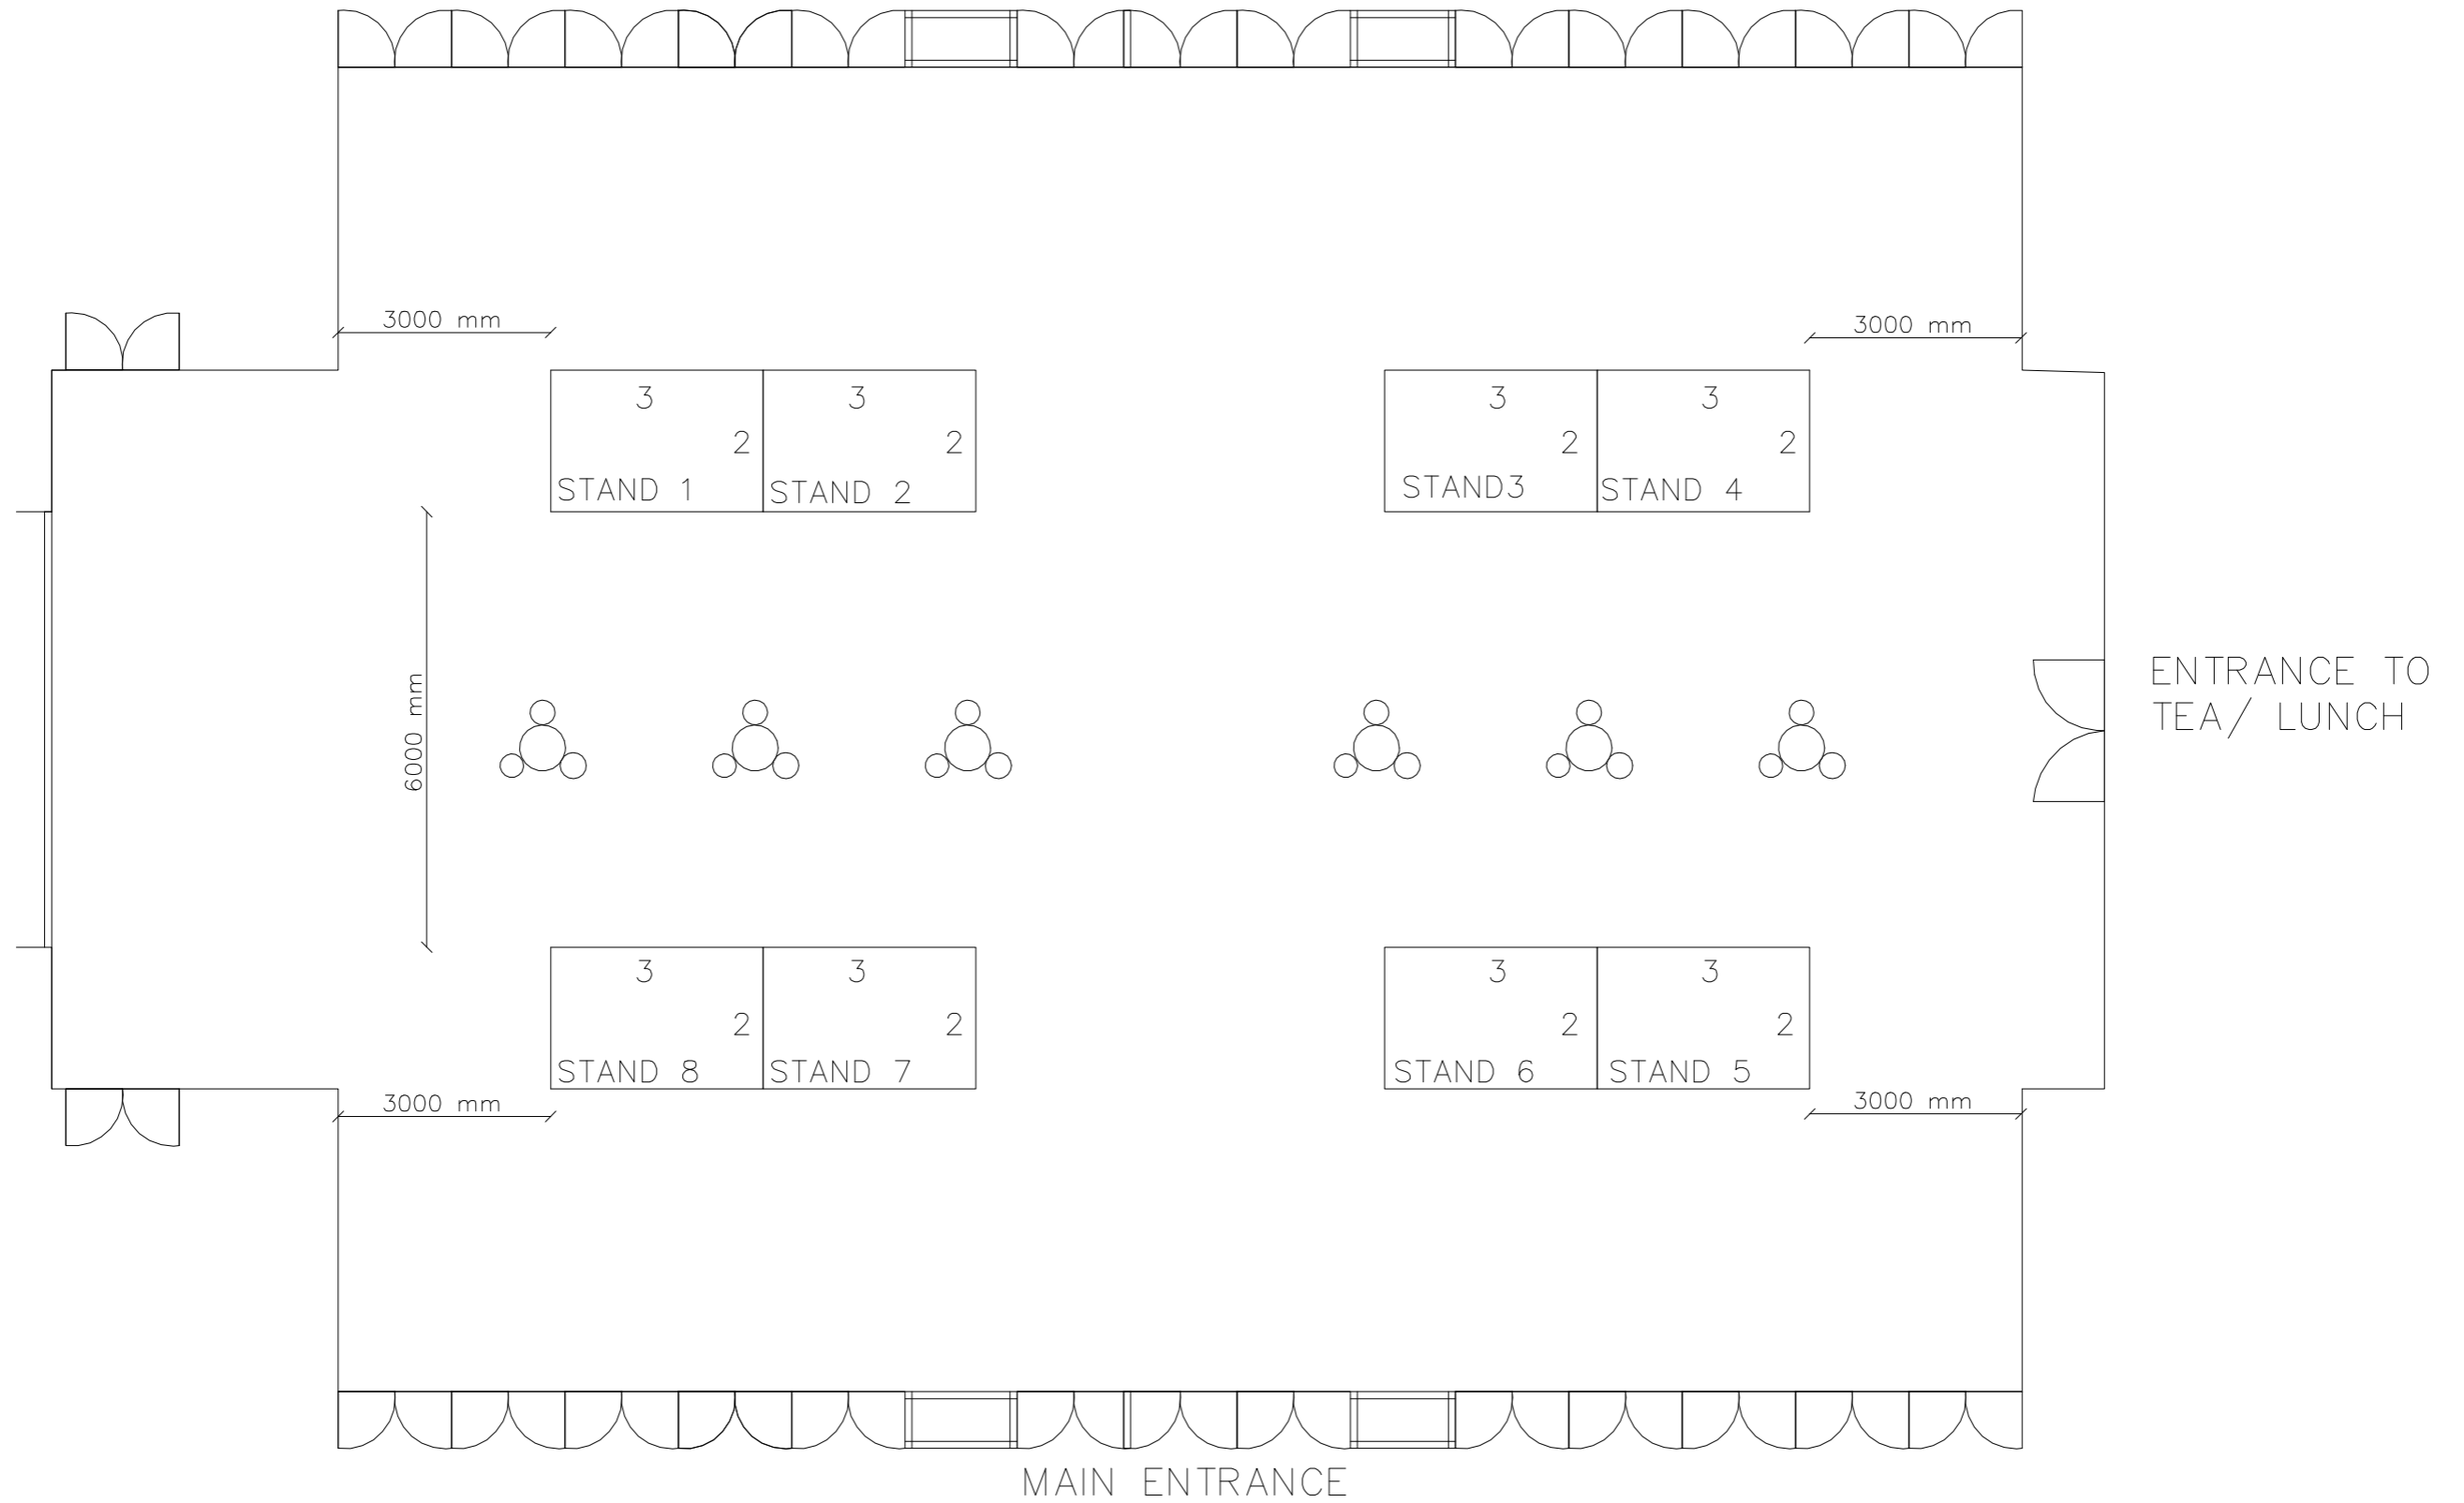 3000 mm
3000 mm
3
3
3
3
2
2
2
2
STAND 1
STAND 2
STAND3
STAND 4
6000 mm
ENTRANCE TO
TEA/ LUNCH
3
3
3
3
2
2
2
2
STAND 8
STAND 7
STAND 6
STAND 5
3000 mm
3000 mm
MAIN ENTRANCE